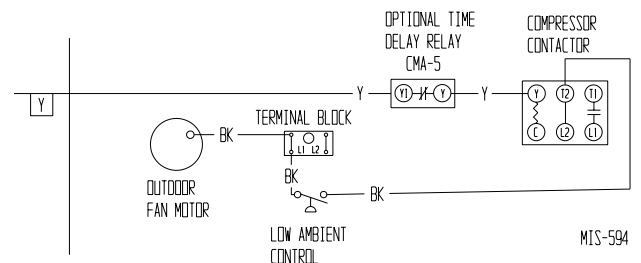 OPTIONAL TIME
DELAY RELAY
CMA-5
COMPRESSOR
CONTACTOR
Y
Y
Y1
Y
Y
Y
T2
T1
C
L2
L1
TERMINAL BLOCK
BK
L1 L2
BK
BK
OUTDOOR
FAN MOTOR
LOW AMBIENT
CONTROL
MIS-594